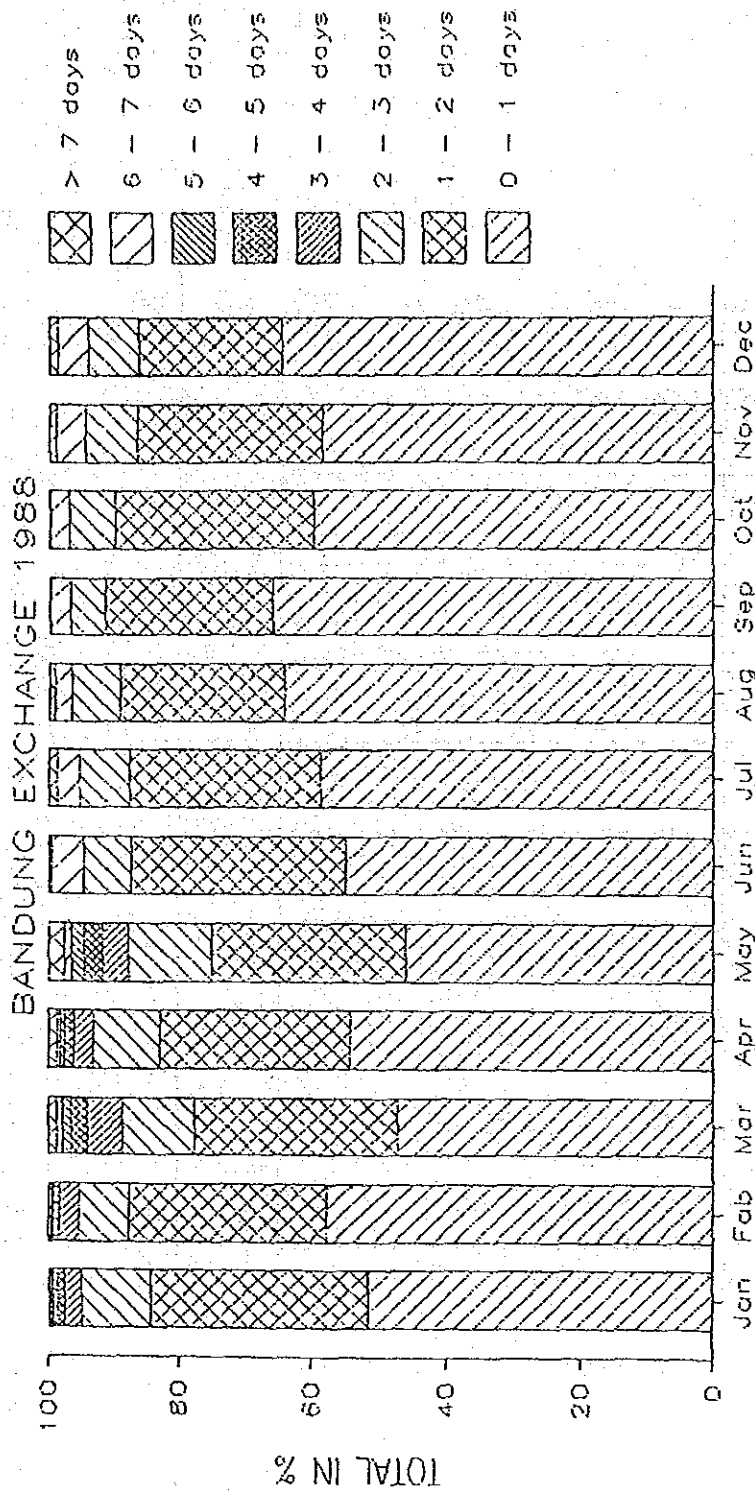 BANDUNG EXCHANGE 1988
TOTAL IN %
100
80
60
40
20
0
Jan Fab Mar Apr May Jun Jul Aug Sep Oct Nov Dec
> 7 days
6 - 7 days
5 - 6 days
4 - 5 days
3 - 4 days
2 - 3 days
1 - 2 days
0 - 1 days